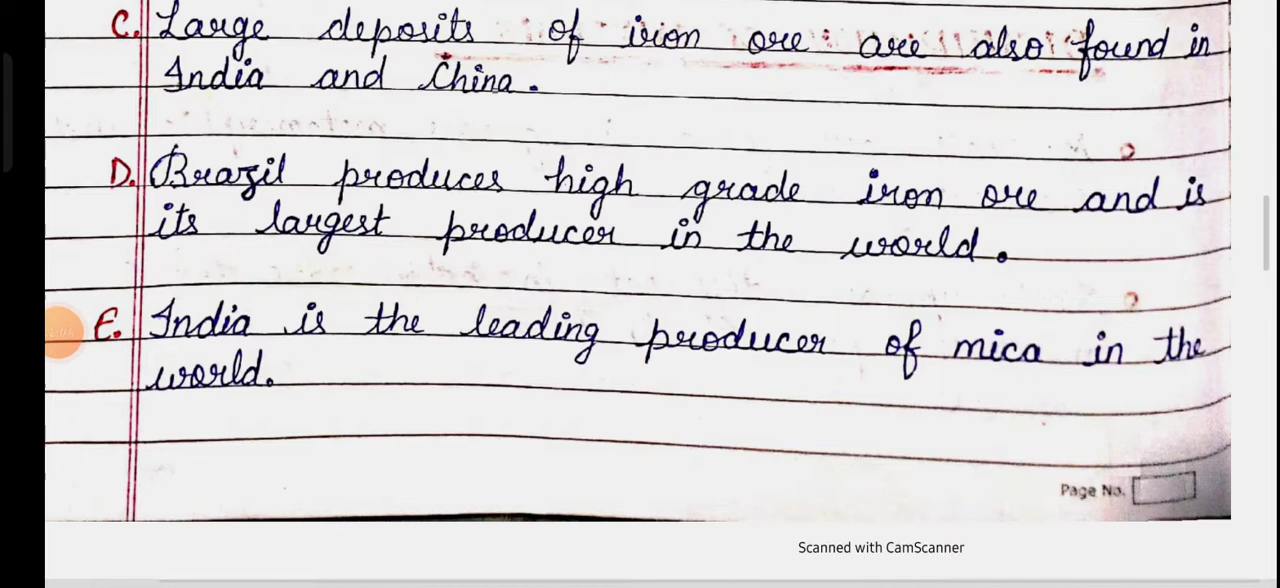 C. Large deposits of iron ore are also found in
India and China.
D. Brazil produces high grade iron ore and is
its largest producer in the world.
E. India is the leading producer of mica in the
world.
Page No.
Scanned with CamScanner